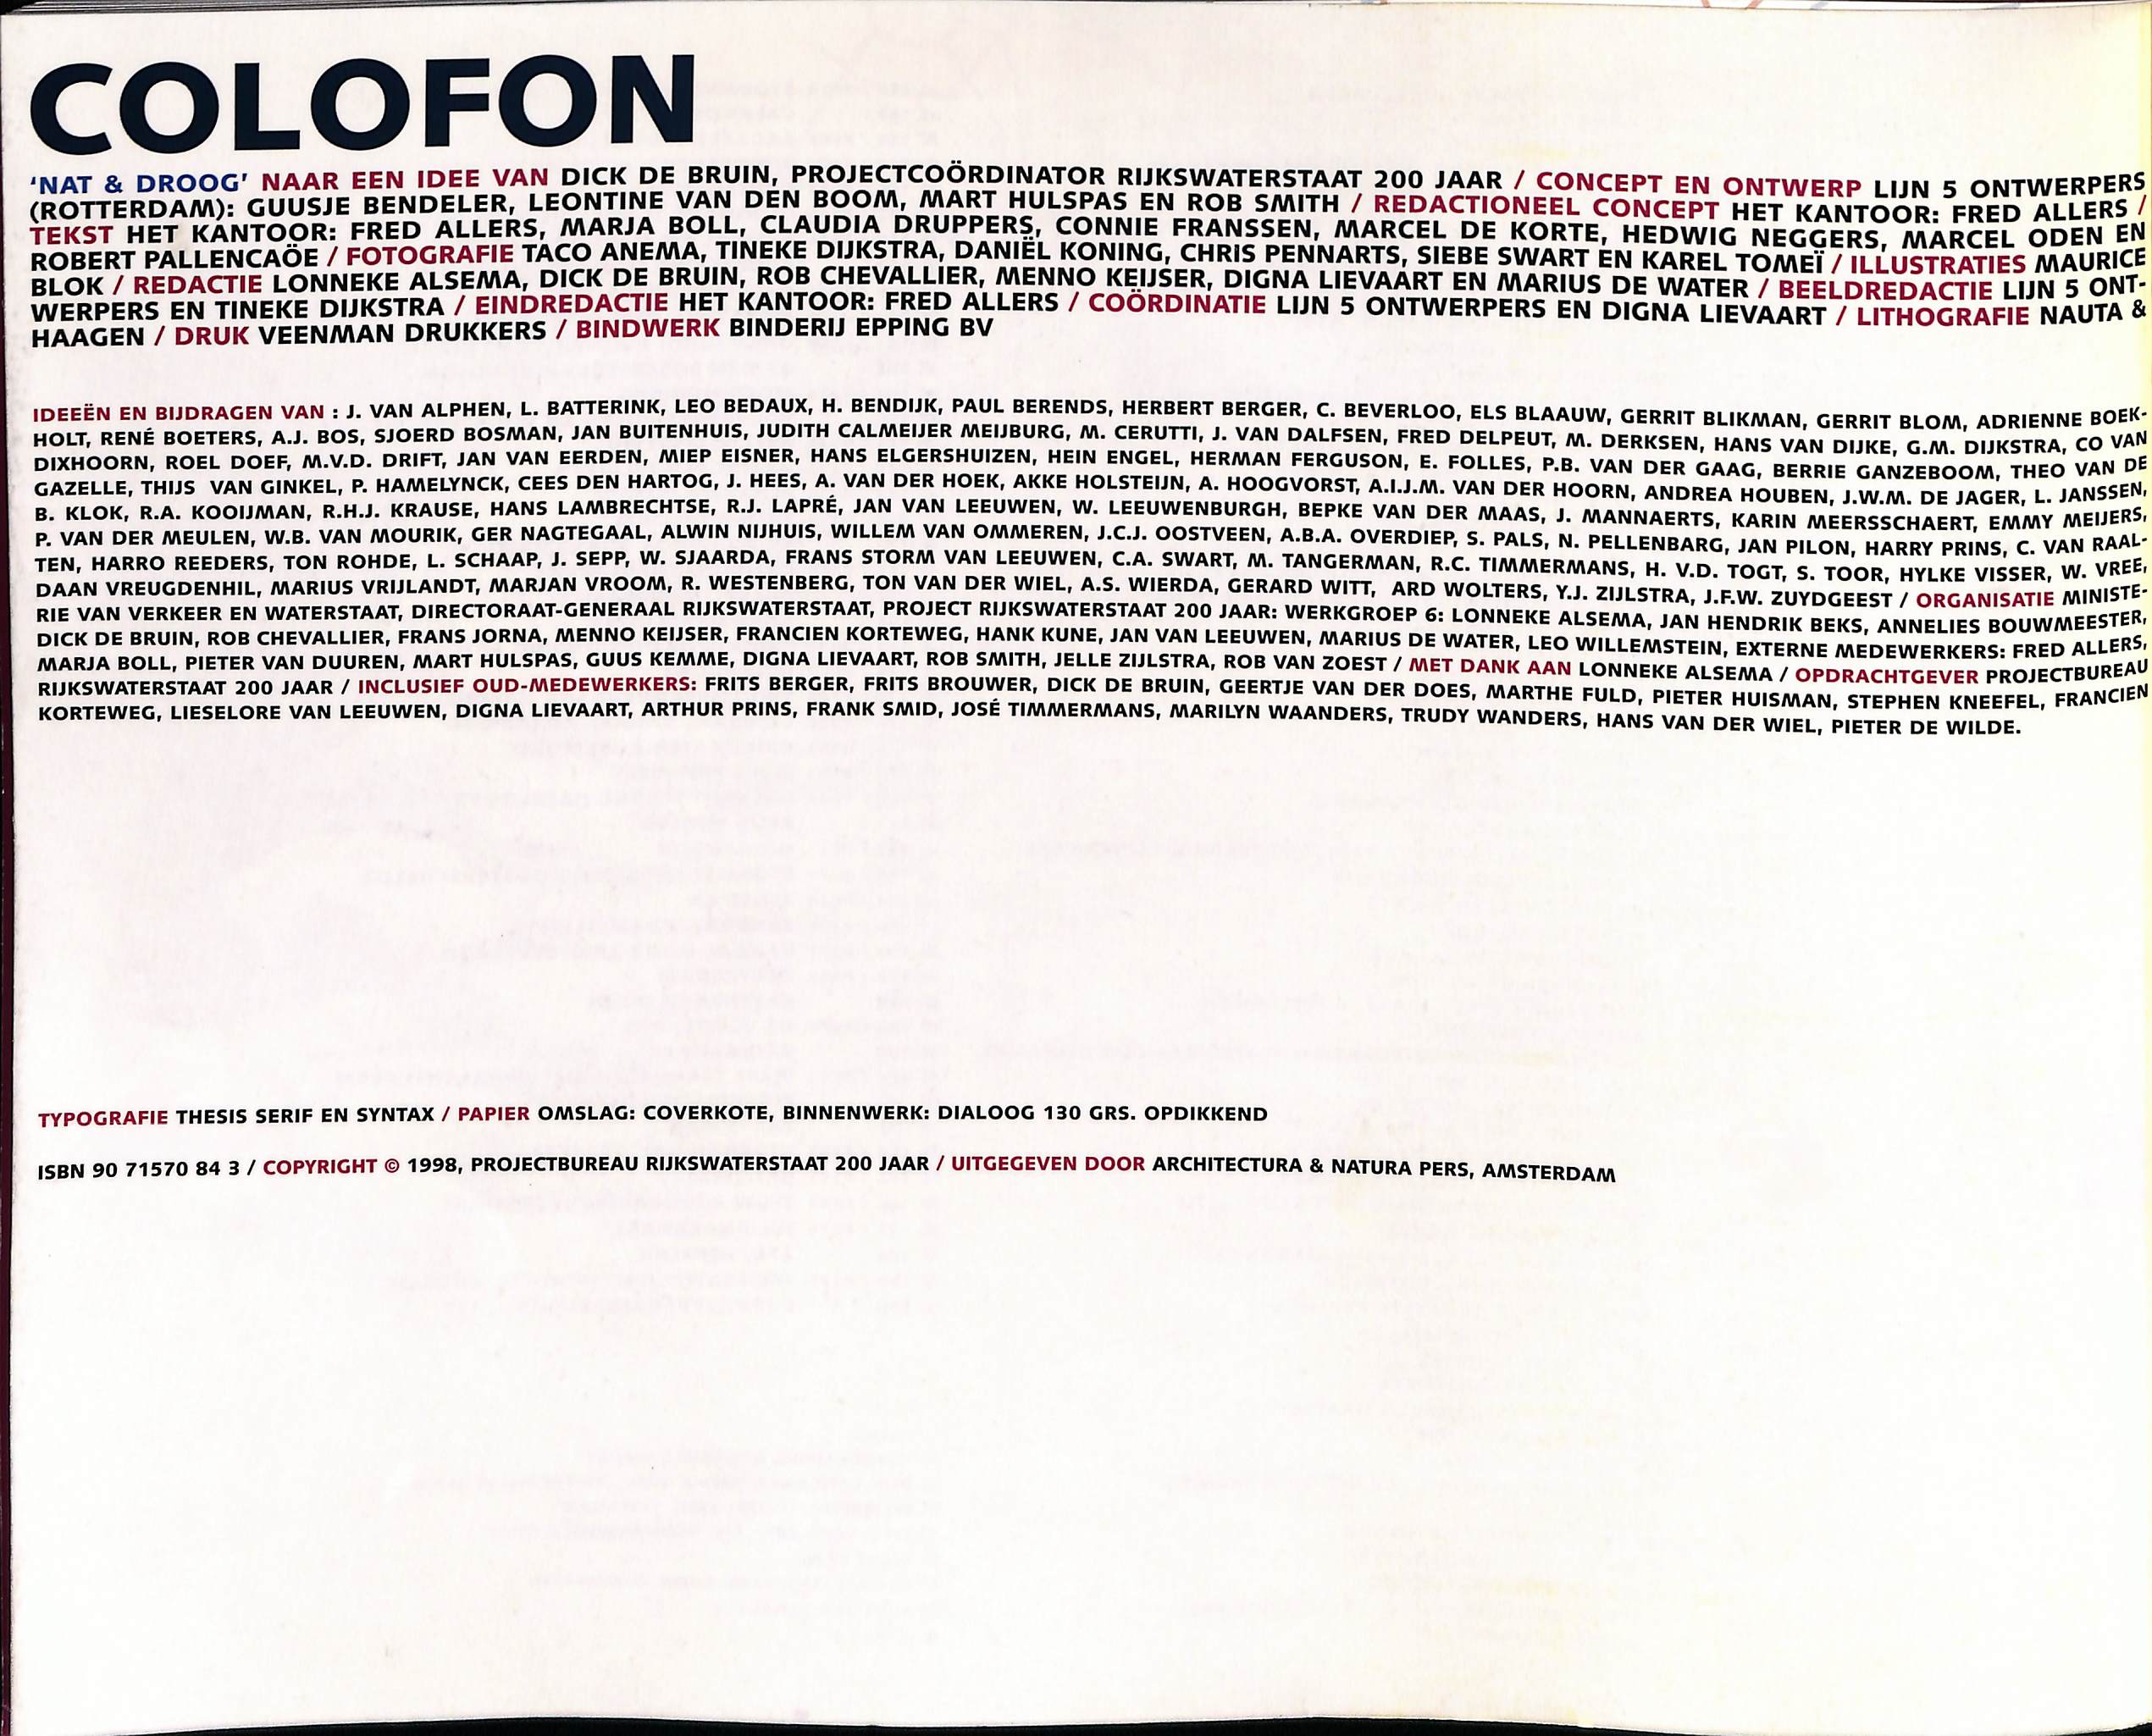 COLOFON
‘NAT & DROOG’ NAAR EEN IDEE VAN DICK DE BRUIN, PROJECTCOÖRDINATOR RIJKSWATERSTAAT 200 JAAR / CONCEPT EN ONTWERP LIJN 5 ONTWERPERS
(ROTTERDAM): GUUSJE BENDELER, LEONTINE VAN DEN BOOM, MART HULSPAS EN ROB SMITH / REDACTIONEEL CONCEPT HET KANTOOR: FRED ALLERS /
TEKST HET KANTOOR: FRED ALLERS, MARJA BOLL, CLAUDIA DRUPPERS, CONNIE FRANSSEN, MARCEL DE KORTE, HEDWIG NEGGERS, MARCEL ODEN EN
ROBERT PALLENCAÖE / FOTOGRAFIE TACO ANEMA, TINEKE DIJKSTRA, DANIËL KONING, CHRIS PENNARTS, SIEBE SWART EN KAREL TOMEÏ / ILLUSTRATIES MAURICE
BLOK / REDACTIE LONNEKE ALSEMA, DICK DE BRUIN, ROB CHEVALLIER, MENNO KEIJSER, DIGNA LIEVAART EN MARIUS DE WATER / BEELDREDACTIE LIJN 5 ONT-
WERPERS EN TINEKE DIJKSTRA / EINDREDACTIE HET KANTOOR: FRED ALLERS / COÖRDINATIE LIJN 5 ONTWERPERS EN DIGNA LIEVAART / LITHOGRAFIE NAUTA &
HAAGEN / DRUK VEENMAN DRUKKERS / BINDWERK BINDERIJ EPPING BV
IDEEËN EN BIJDRAGEN VAN : J. VAN ALPHEN, L. BATTERINK, LEO BEDAUX, H. BENDIJK, PAUL BERENDS, HERBERT BERGER, C. BEVERLOO, ELS BLAAUW, GERRIT BLIKMAN, GERRIT BLOM, ADRIENNE BOEK-
HOLT, RENÉ BOETERS, A.J. BOS, SJOERD BOSMAN, JAN BUITENHUIS, JUDITH CALMEIJER MEIJBURG, M. CERUTTI, J. VAN DALFSEN, FRED DELPEUT, M. DERKSEN, HANS VAN DIJKE, G.M. DIJKSTRA, CO VAN
DIXHOORN, ROEL DOEF, M.V.D. DRIFT, JAN VAN EERDEN, MIEP EISNER, HANS ELGERSHUIZEN, HEIN ENGEL, HERMAN FERGUSON, E. FOLLES, P.B. VAN DER GAAG, BERRIE GANZEBOOM, THEO VAN DE
GAZELLE, THIJS VAN GINKEL, P. HAMELYNCK, CEES DEN HARTOG, J. HEES, A. VAN DER HOEK, AKKE HOLSTEIJN, A. HOOGVORST, A.I.J.M. VAN DER HOORN, ANDREA HOUBEN, J.W.M. DE JAGER, L. JANSSEN,
B. KLOK, R.A. KOOIJMAN, R.H.J. KRAUSE, HANS LAMBRECHTSE, R.J. LAPRÉ, JAN VAN LEEUWEN, W. LEEUWENBURGH, BEPKE VAN DER MAAS, J. MANNAERTS, KARIN MEERSSCHAERT, EMMY MEIJERS,
P. VAN DER MEULEN, W.B. VAN MOURIK, GER NAGTEGAAL, ALWIN NIJHUIS, WILLEM VAN OMMEREN, J.C.J. OOSTVEEN, A.B.A. OVERDIEP, S. PALS, N. PELLENBARG, JAN PILON, HARRY PRINS, C. VAN RAAL-
TEN, HARRO REEDERS, TON ROHDE, L. SCHAAP, J. SEPP, W. SJAARDA, FRANS STORM VAN LEEUWEN, C.A. SWART, M. TANGERMAN, R.C. TIMMERMANS, H. V.D. TOGT, S. TOOR, HYLKE VISSER, W. VREE,
DAAN VREUGDENHIL, MARIUS VRIJLANDT, MARJAN VROOM, R. WESTENBERG, TON VAN DER WIEL, A.S. WIERDA, GERARD WITT, ARD WOLTERS, Y.J. ZIJLSTRA, J.F.W. ZUYDGEEST / ORGANISATIE MINISTE-
RIE VAN VERKEER EN WATERSTAAT, DIRECTORAAT-GENERAAL RIJKSWATERSTAAT, PROJECT RIJKSWATERSTAAT 200 JAAR: WERKGROEP 6: LONNEKE ALSEMA, JAN HENDRIK BEKS, ANNELIES BOUWMEESTER,
DICK DE BRUIN, ROB CHEVALLIER, FRANS JORNA, MENNO KEIJSER, FRANCIEN KORTEWEG, HANK KUNE, JAN VAN LEEUWEN, MARIUS DE WATER, LEO WILLEMSTEIN, EXTERNE MEDEWERKERS: FRED ALLERS,
MARJA BOLL, PIETER VAN DUUREN, MART HULSPAS, GUUS KEMME, DIGNA LIEVAART, ROB SMITH, JELLE ZIJLSTRA, ROB VAN ZOEST / MET DANK AAN LONNEKE ALSEMA / OPDRACHTGEVER PROJECTBUREAU
RIJKSWATERSTAAT 200 JAAR / INCLUSIEF OUD-MEDEWERKERS: FRITS BERGER, FRITS BROUWER, DICK DE BRUIN, GEERTJE VAN DER DOES, MARTHE FULD, PIETER HUISMAN, STEPHEN KNEEFEL, FRANCIEN
KORTEWEG, LIESELORE VAN LEEUWEN, DIGNA LIEVAART, ARTHUR PRINS, FRANK SMID, JOSÉ TIMMERMANS, MARILYN WAANDERS, TRUDY WANDERS, HANS VAN DER WIEL, PIETER DE WILDE.
TYPOGRAFIE THESIS SERIF EN SYNTAX / PAPIER OMSLAG: COVERKOTE, BINNENWERK: DIALOOG 130 GRS. OPDIKKEND
ISBN 90 71570 84 3 / COPYRIGHT © 1998, PROJECTBUREAU RIJKSWATERSTAAT 200 JAAR / UITGEGEVEN DOOR ARCHITECTURA & NATURA PERS, AMSTERDAM